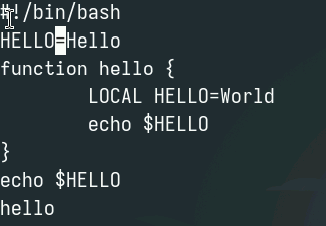 #!/bin/bash
HELLO=Hello
function hello {
        LOCAL HELLO=World
        echo $HELLO
}
echo $HELLO
hello